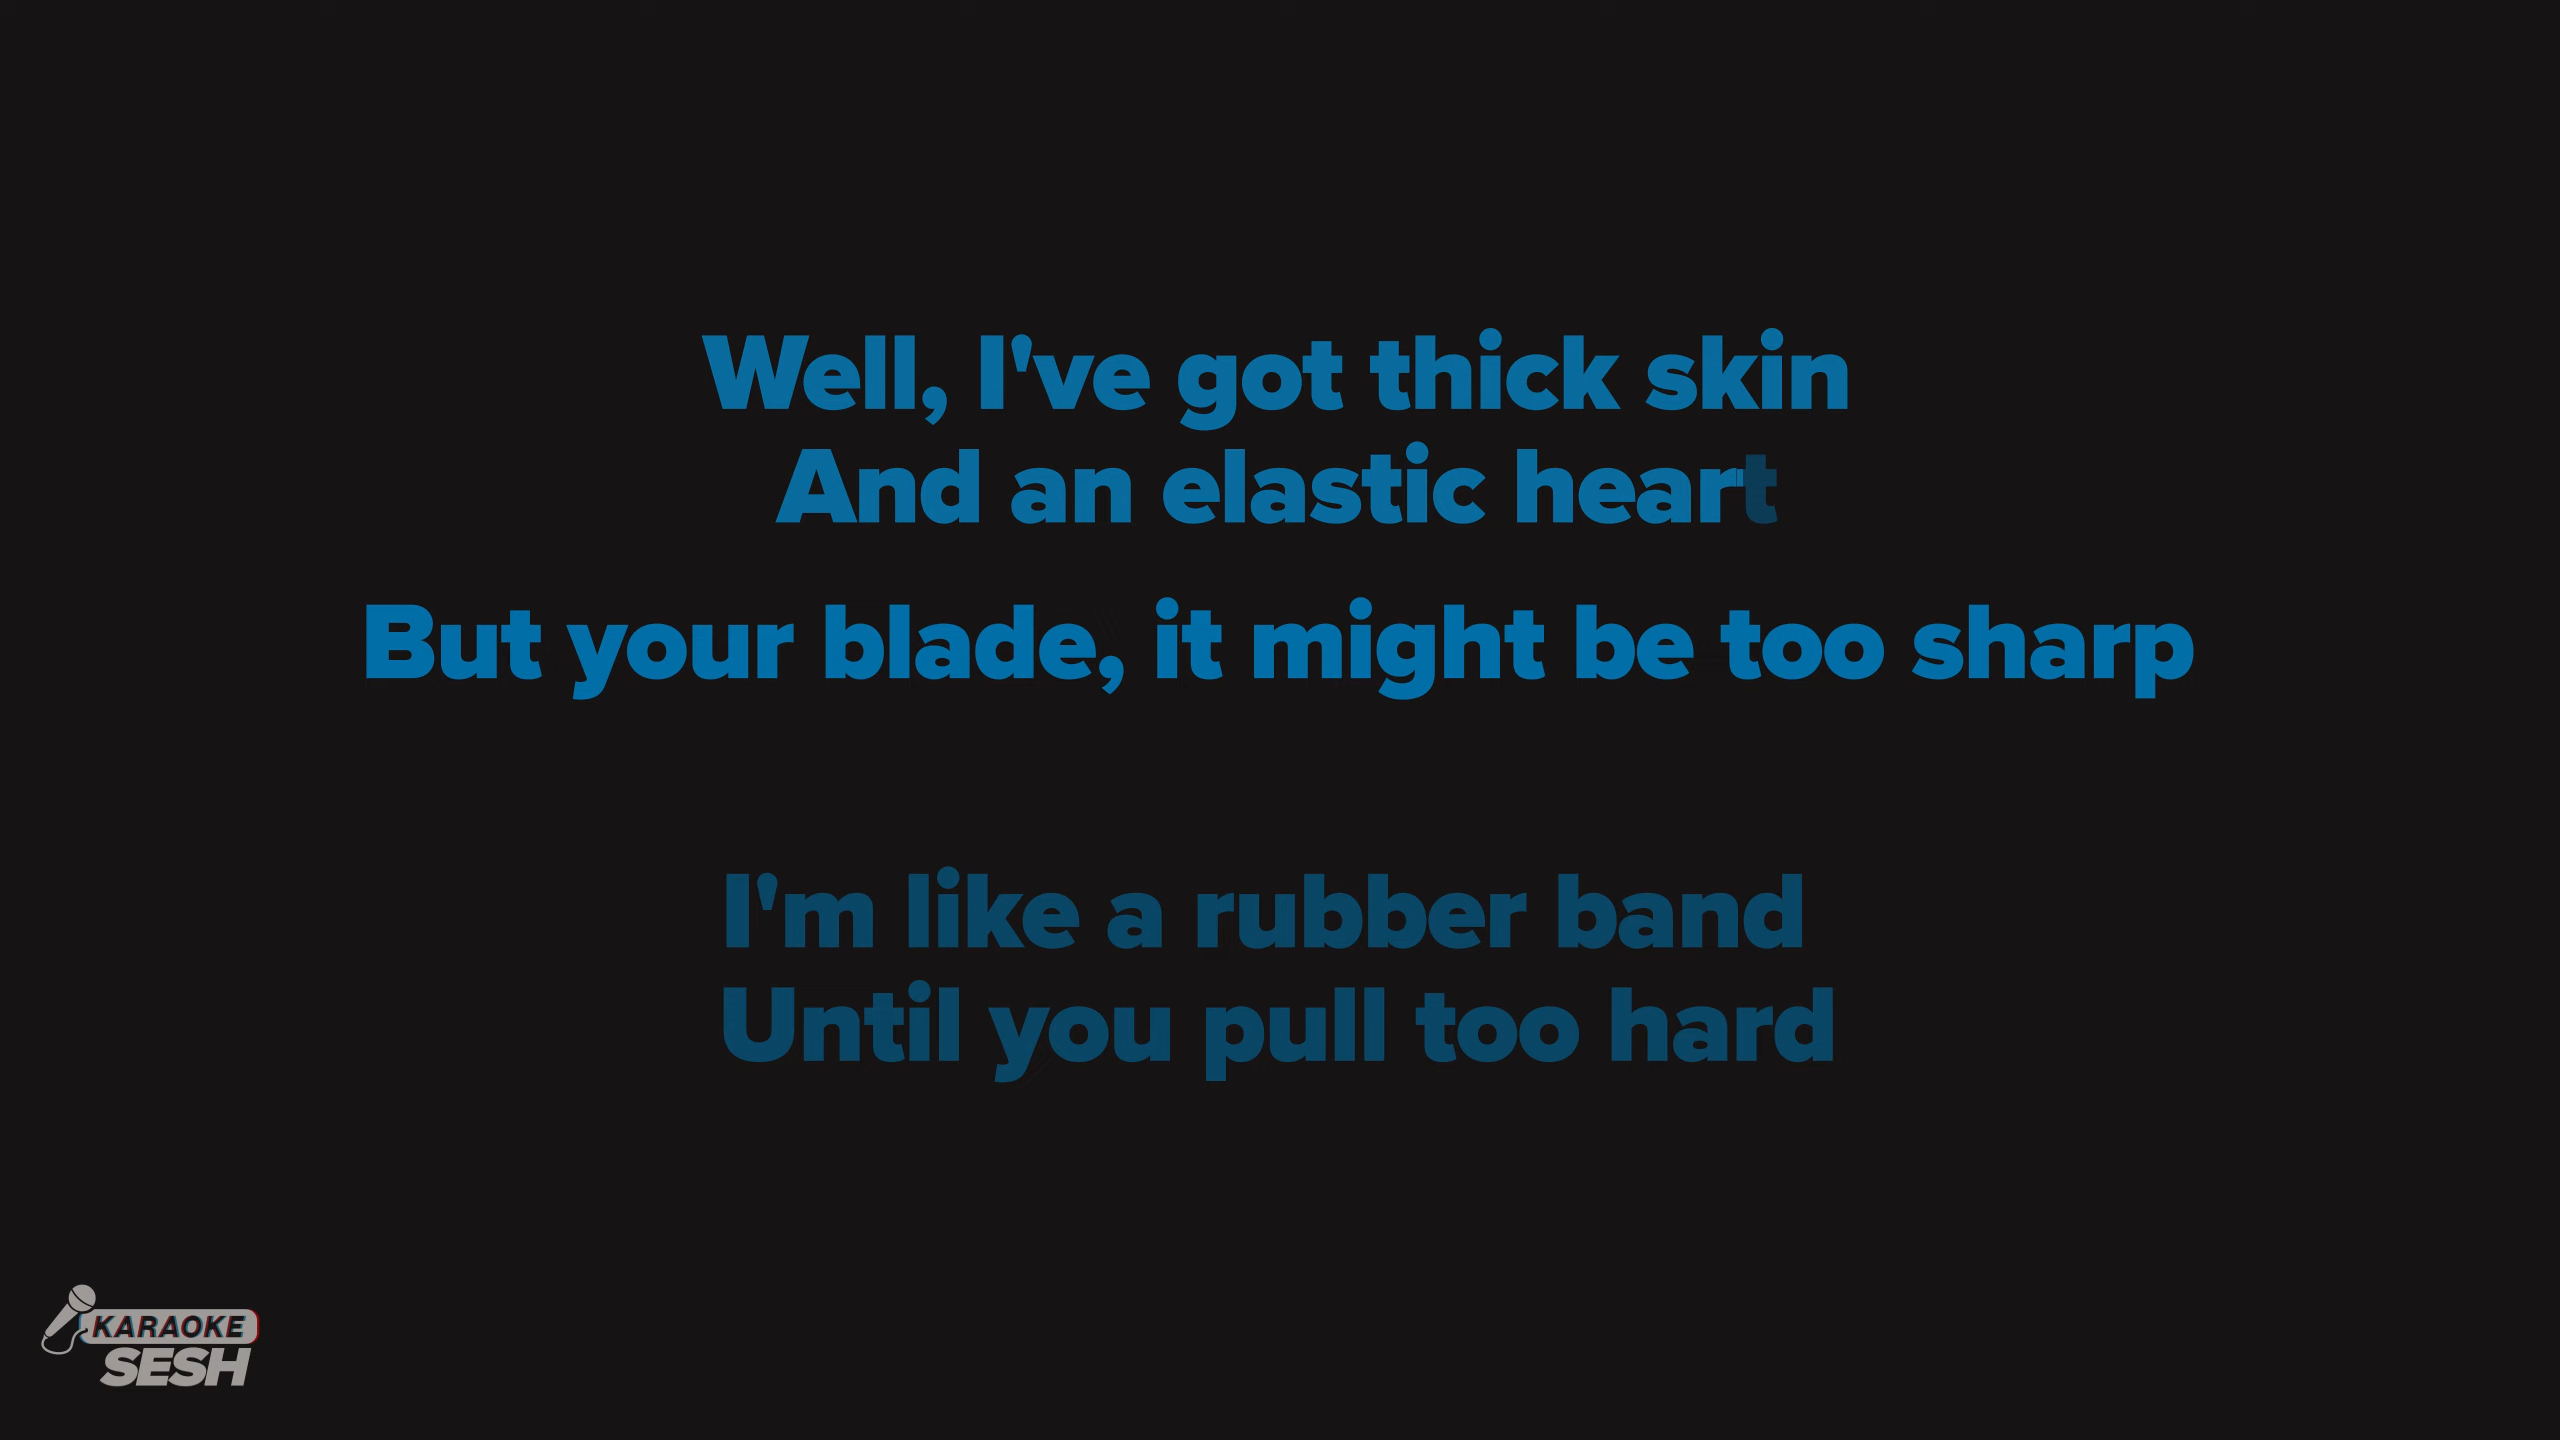 Well, I've got thick skin
And an elastic heart
But your blade, it might be too sharp
I'm like a rubber band
Until you pull too hard
KARAOKE
SESH